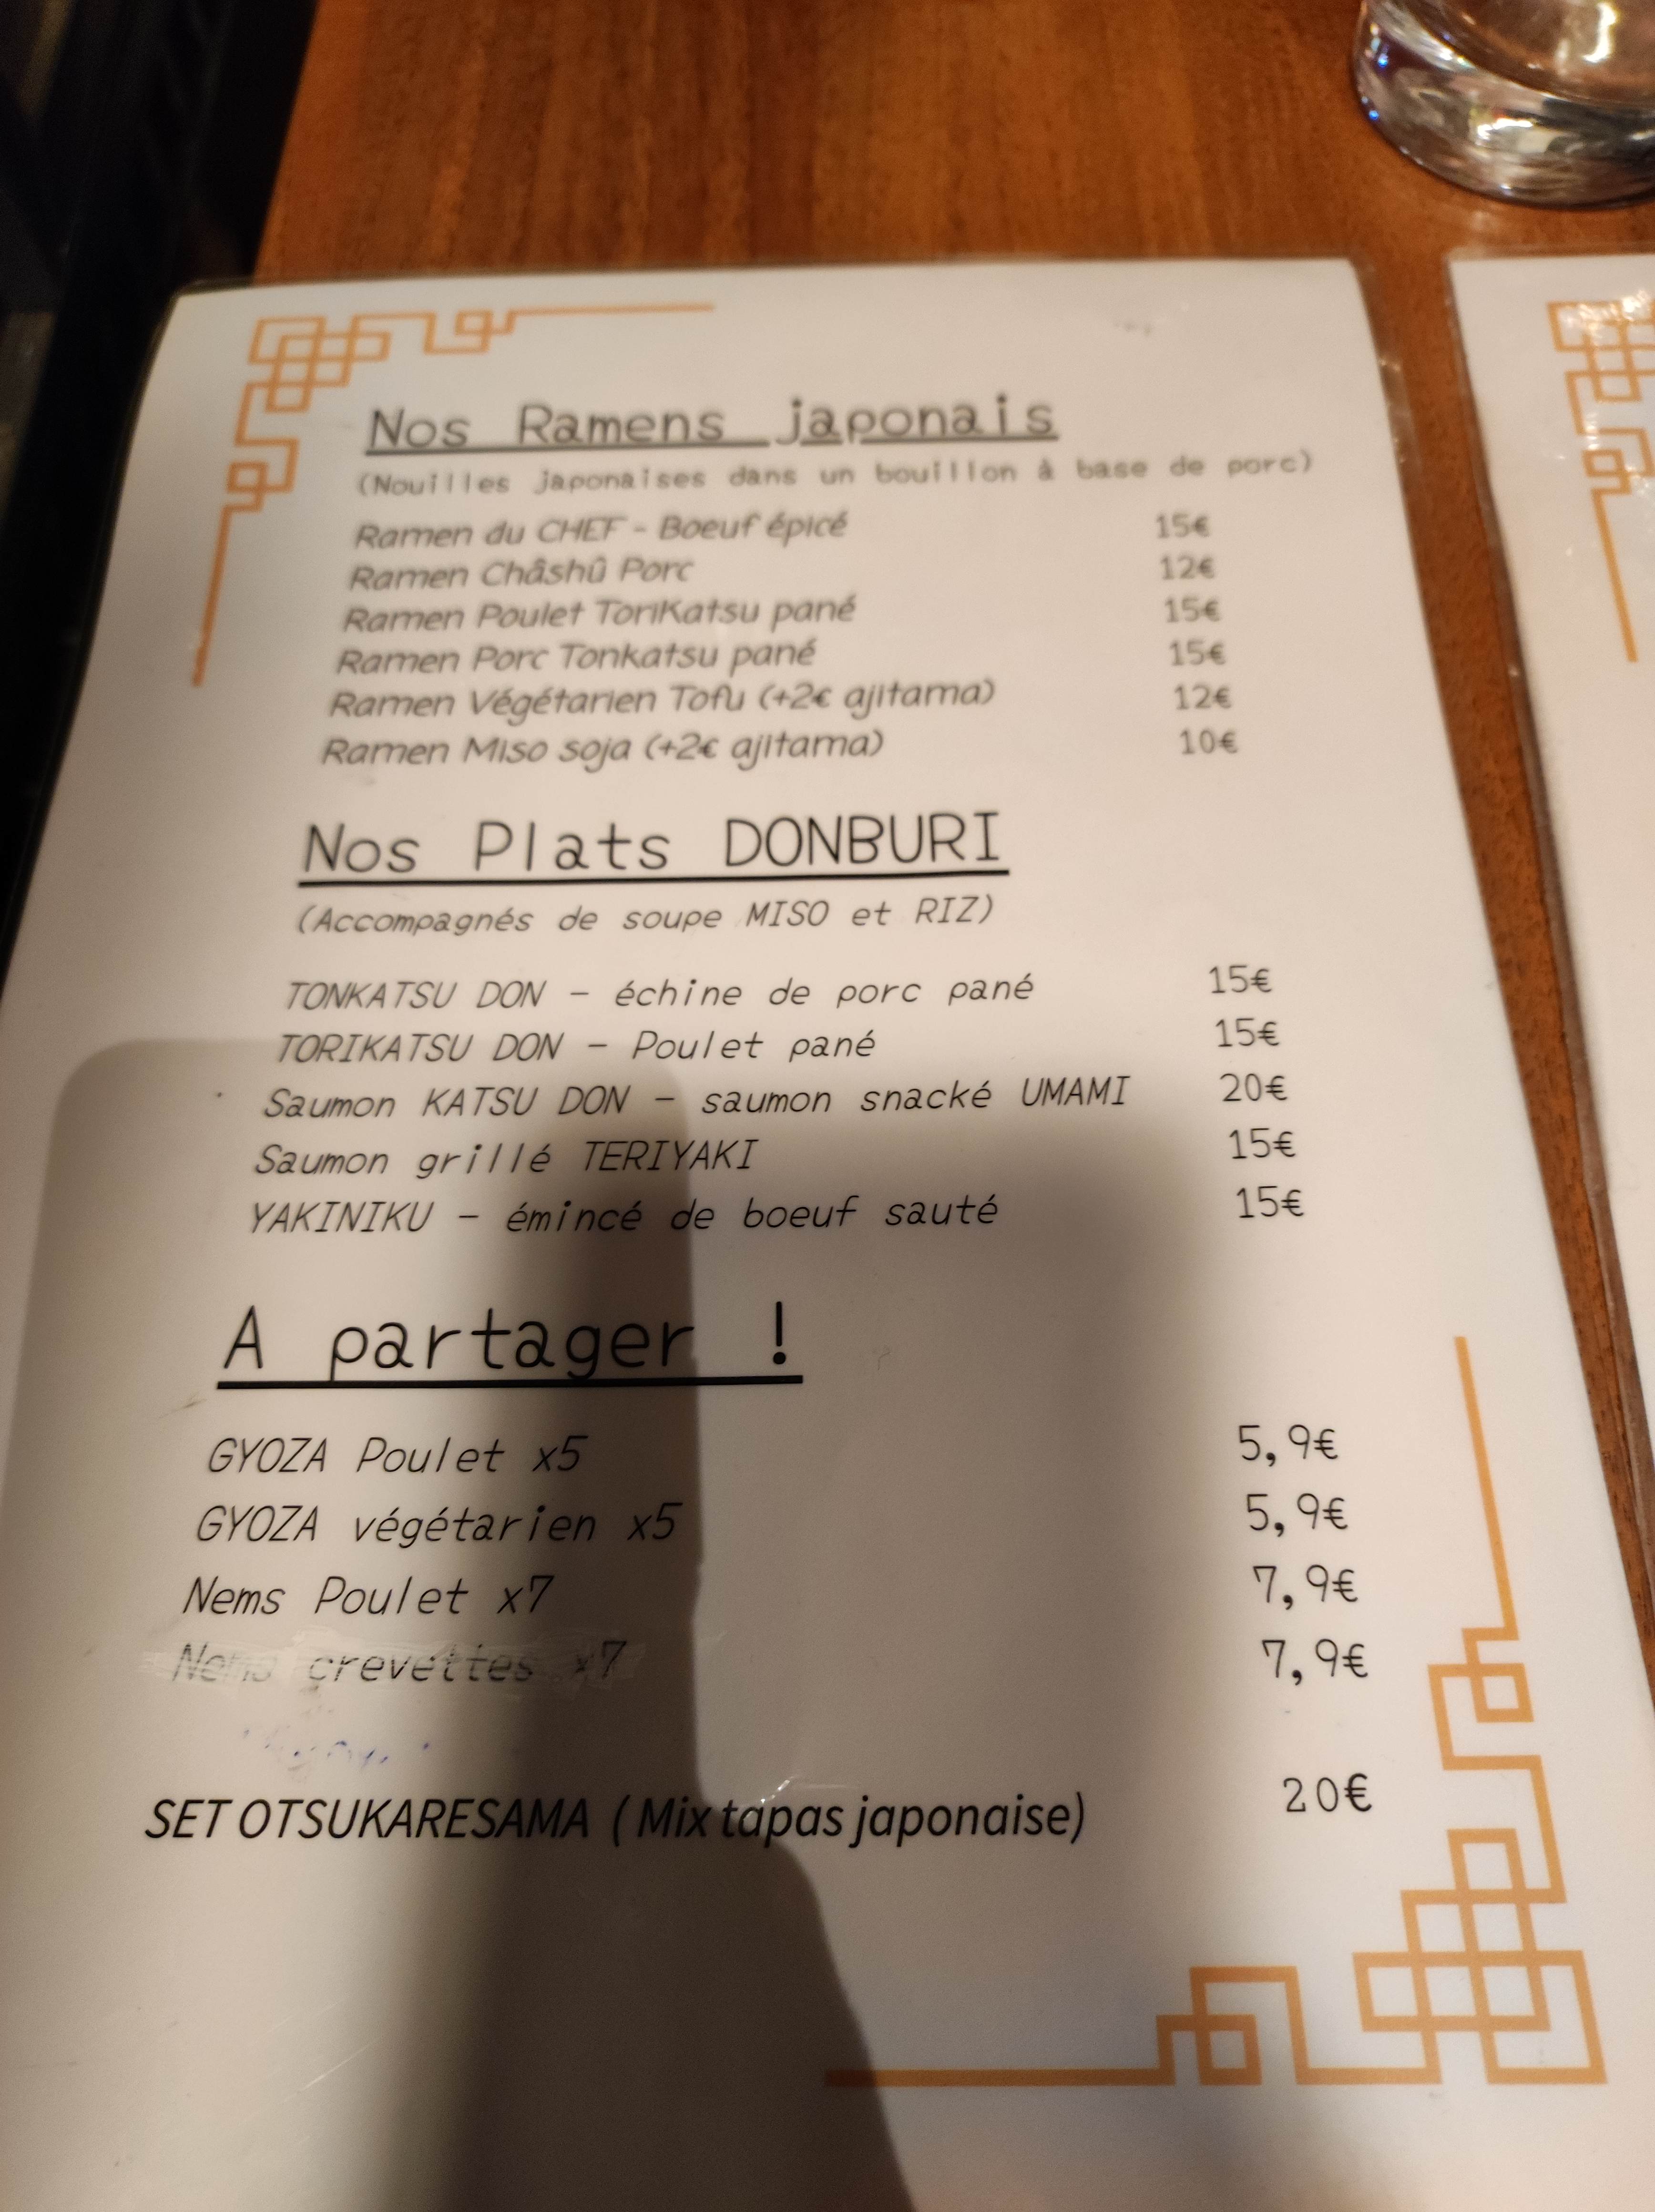 Nos Ramens japonais
(Nouilles japonaises dans un bouillon à base de porc)
Ramen du CHEF - Boeuf épicé 15€
Ramen Châshû Porc 12€
Ramen Poulet ToriKatsu pané 15€
Ramen Porc Tonkatsu pané 15€
Ramen Végétarien Tofu (+2€ ajitama) 12€
Ramen Miso soja (+2€ ajitama) 10€
Nos Plats DONBURI
(Accompagnés de soupe MISO et RIZ)
TONKATSU DON - échine de porc pané 15€
TORIKATSU DON - Poulet pané 15€
Saumon KATSU DON - saumon snacké UMAMI 20€
Saumon grillé TERIYAKI 15€
YAKINIKU - émincé de boeuf sauté 15€
A partager !
GYOZA Poulet x5 5,9€
GYOZA végétarien x5 5,9€
Nems Poulet x7 7,9€
Nems crevettes x7 7,9€
SET OTSUKARESAMA ( Mix tapas japonaise) 20€